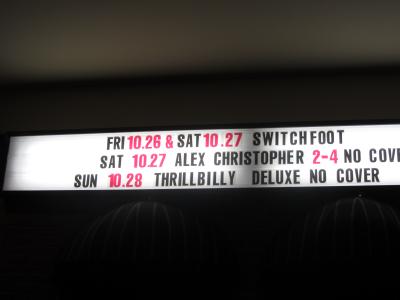 FRI 10.26 & SAT 10.27 SWITCHFOOT
SAT 10.27 ALEX CHRISTOPHER 2-4 NO COVE
SUN 10.28 THRILLBILLY DELUXE NO COVER